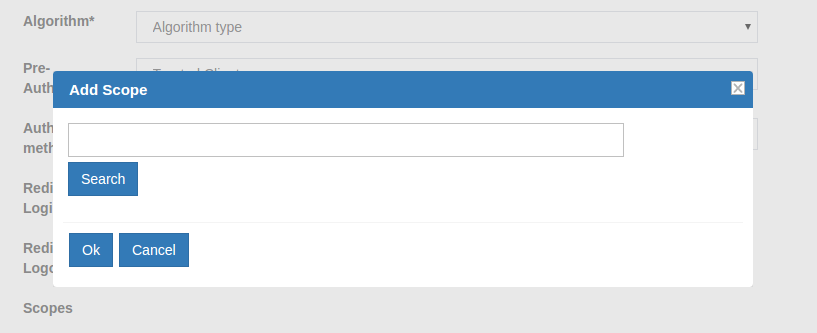 Algorithm*
Algorithm type
Pre-
Auth
Add Scope
Auth
meth
Search
Redi
Logi
Ok
Cancel
Redi
Logo
Scopes